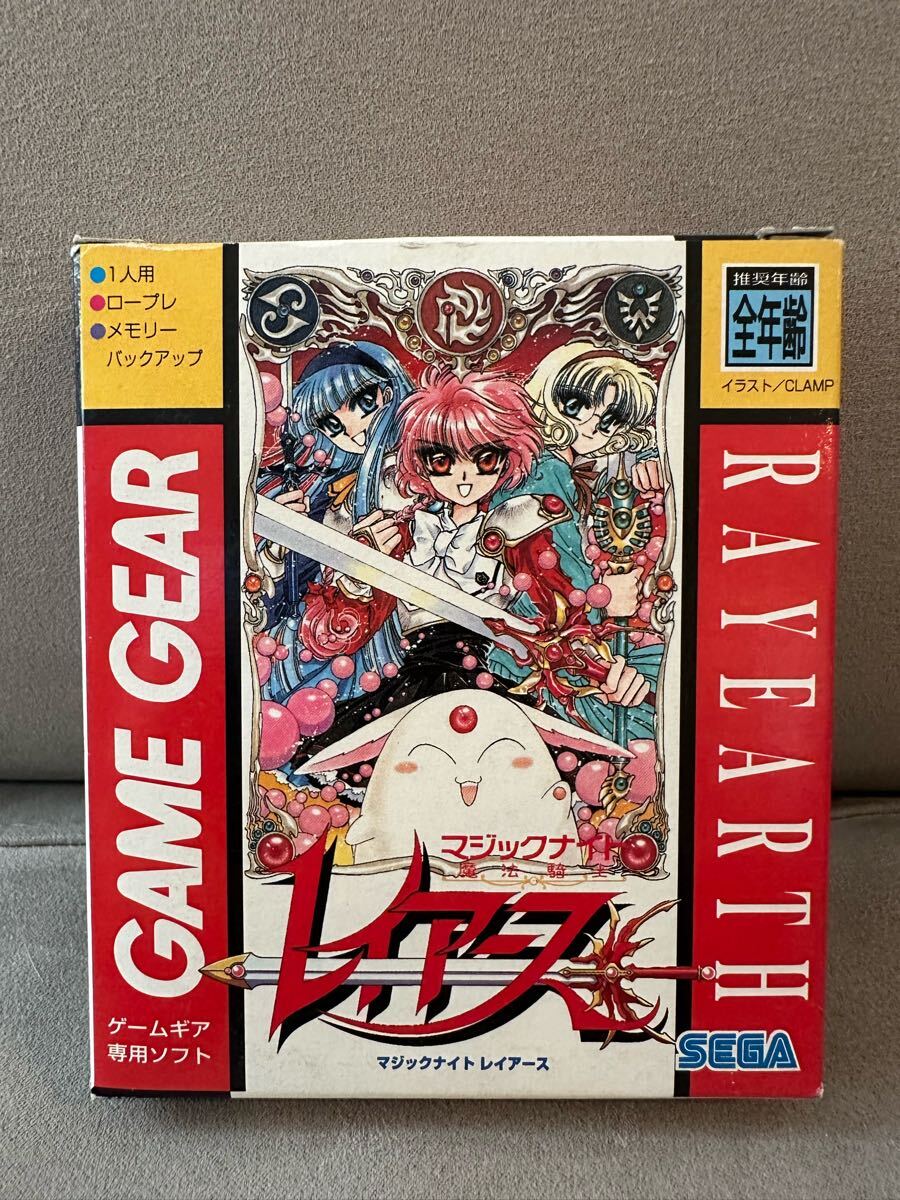 ●1人用
●ロープレ
●メモリー
バックアップ
推奨年齢
全年齢
イラスト/CLAMP
GAME GEAR
RAYEARTH
マジックナイト
魔法騎士
レイアース
マジックナイト レイアース
ゲームギア
専用ソフト
SEGA